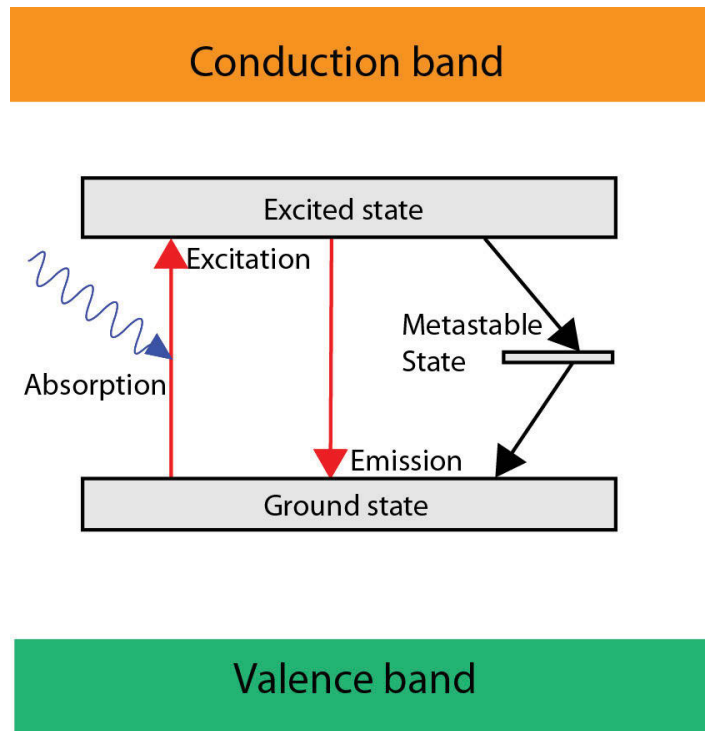 Conduction band
Excited state
Excitation
Metastable
State
Absorption
Emission
Ground state
Valence band